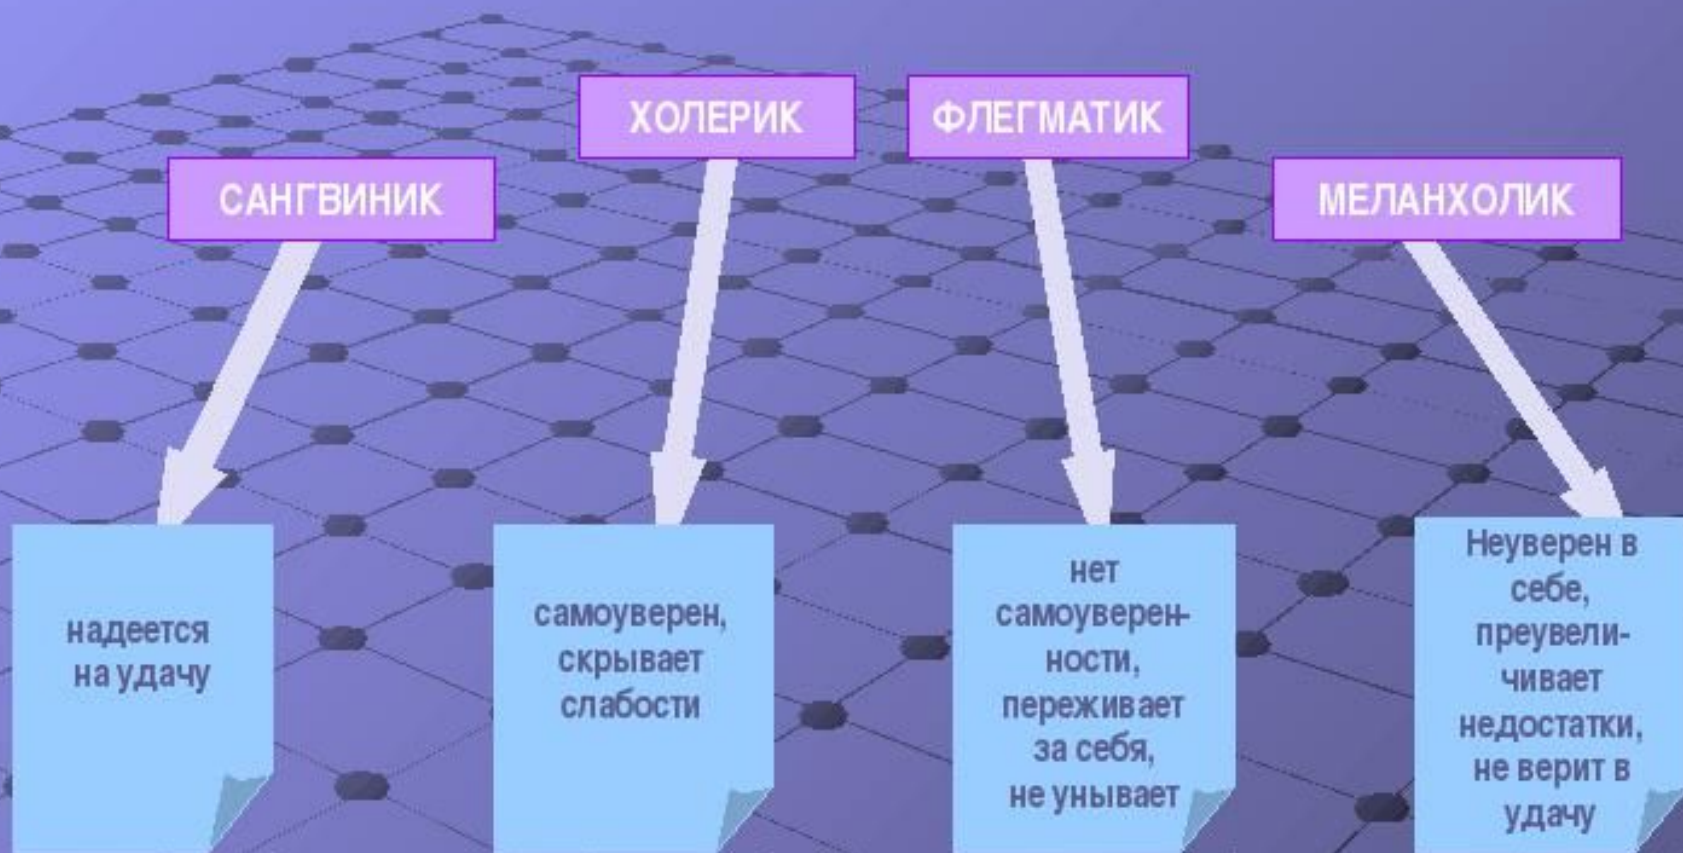 САНГВИНИК
ХОЛЕРИК
ФЛЕГМАТИК
МЕЛАНХОЛИК
надеется
на удачу
самоуверен,
скрывает
слабости
нет
самоуверен-
ности,
переживает
за себя,
не унывает
Неуверен в
себе,
преувели-
чивает
недостатки,
не верит в
удачу